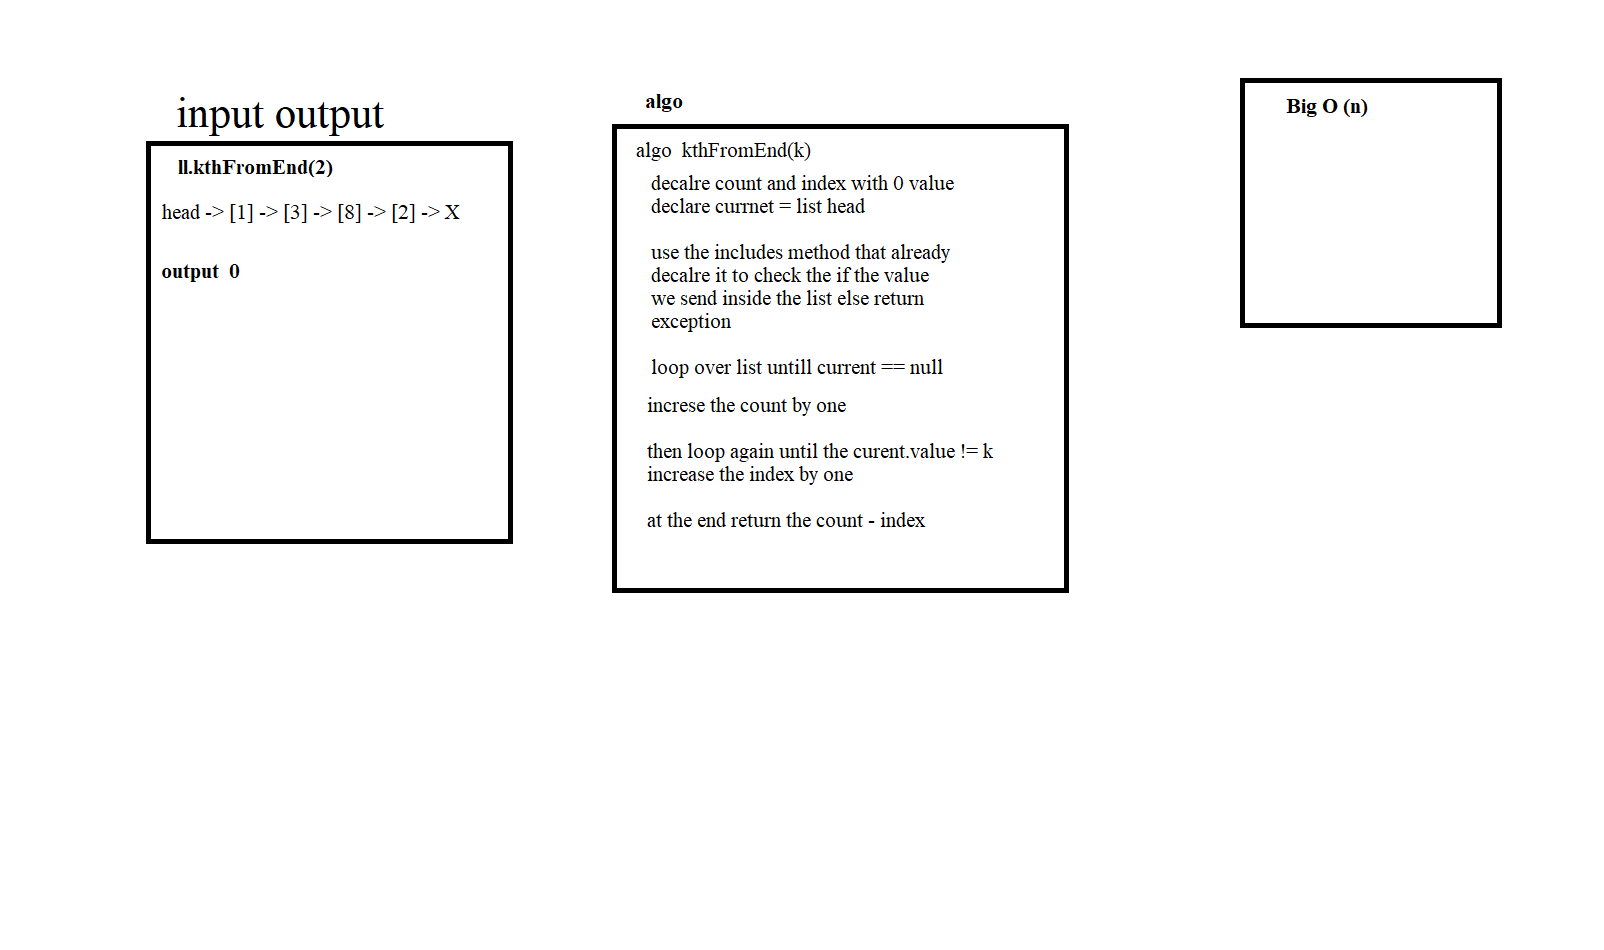 input output
ll.kthFromEnd(2)
head -> [1] -> [3] -> [8] -> [2] -> X
output 0
algo
algo kthFromEnd(k)
decalre count and index with 0 value
declare currnet = list head
use the includes method that already
decalre it to check the if the value
we send inside the list else return
exception
loop over list untill current == null
increse the count by one
then loop again until the curent.value != k
increase the index by one
at the end return the count - index
Big O (n)